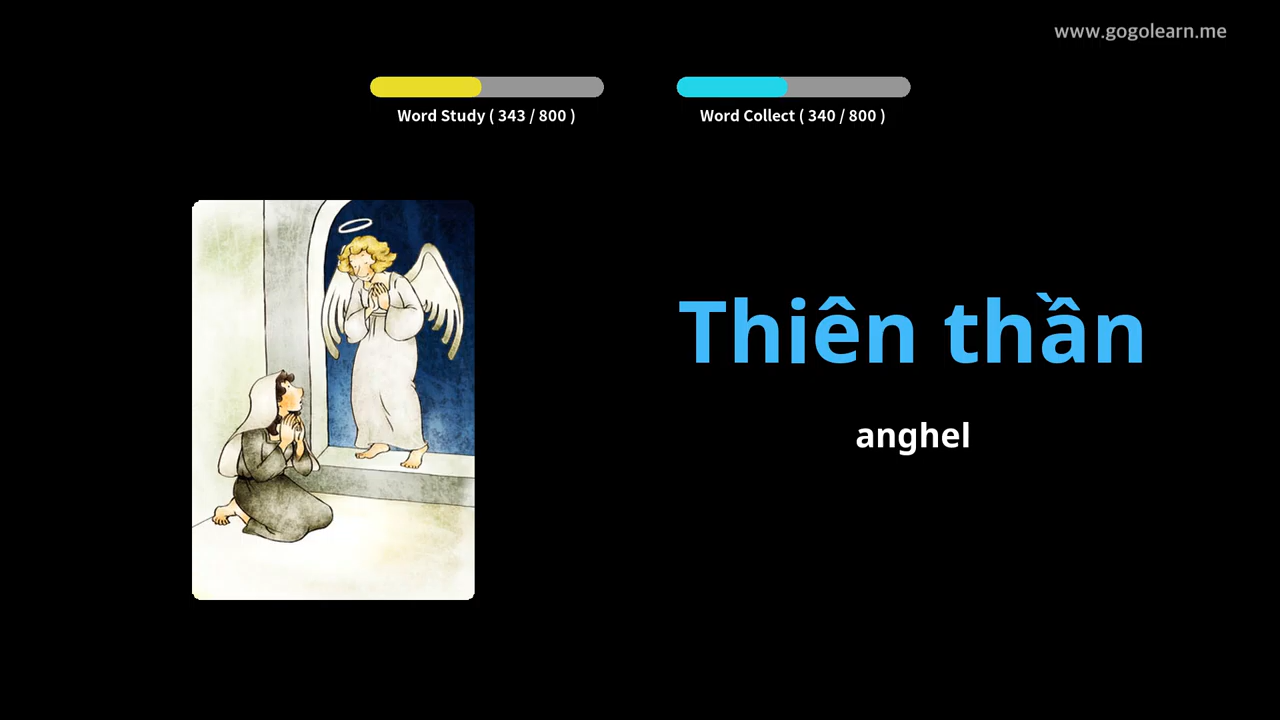 www.gogolearn.me
Word Study ( 343 / 800 )
Word Collect ( 340 / 800 )
Thiên thần
anghel